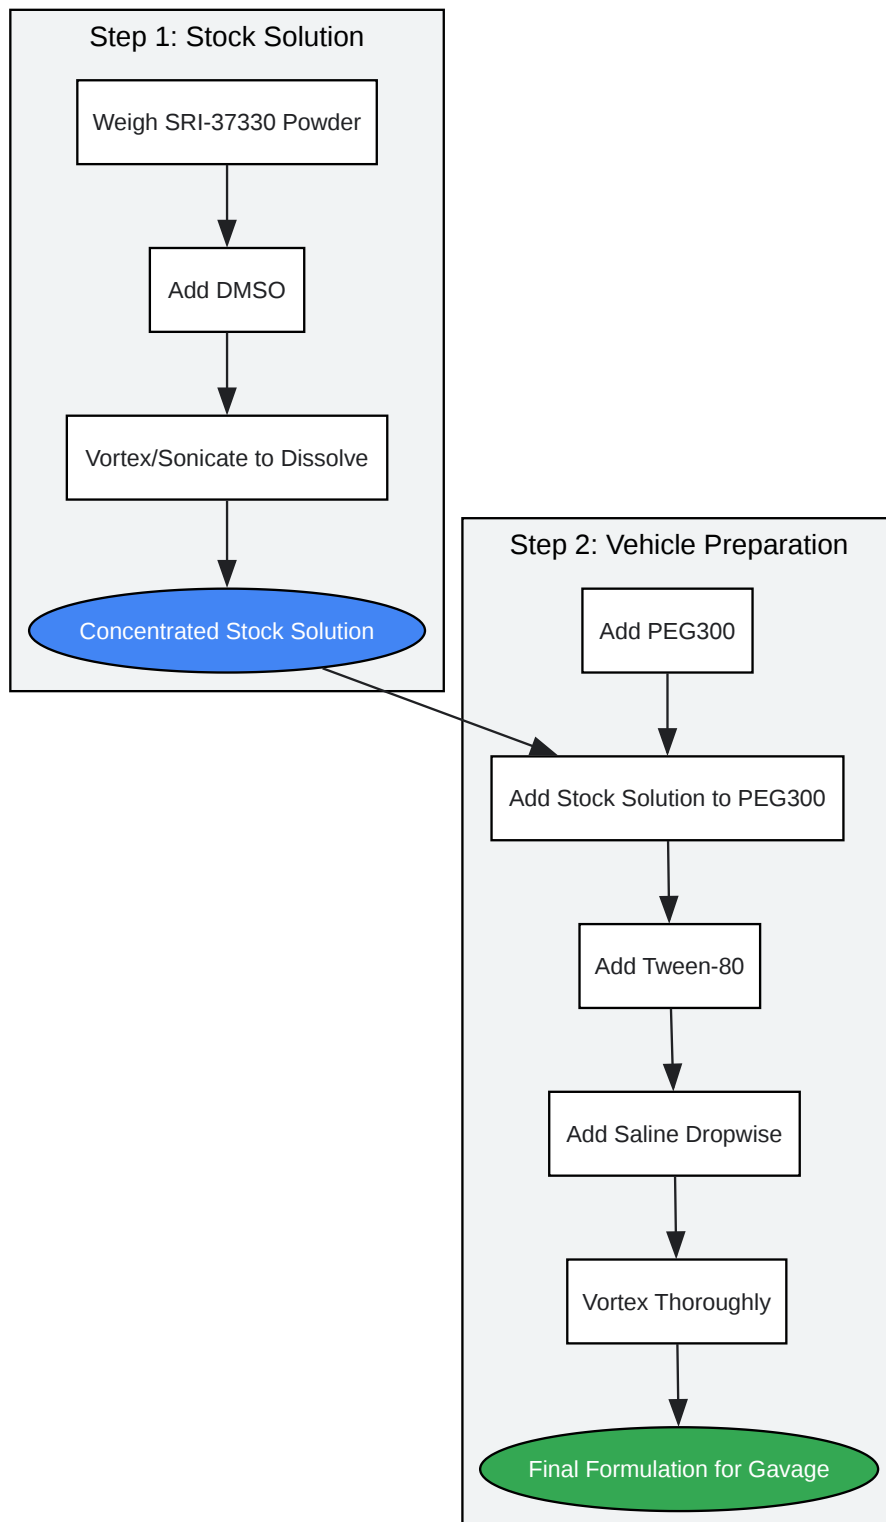 Step 1: Stock Solution
Weigh SRI-37330 Powder
Add DMSO
Vortex/Sonicate to Dissolve
Concentrated Stock Solution
Step 2: Vehicle Preparation
Add PEG300
Add Stock Solution to PEG300
Add Tween-80
Add Saline Dropwise
Vortex Thoroughly
Final Formulation for Gavage